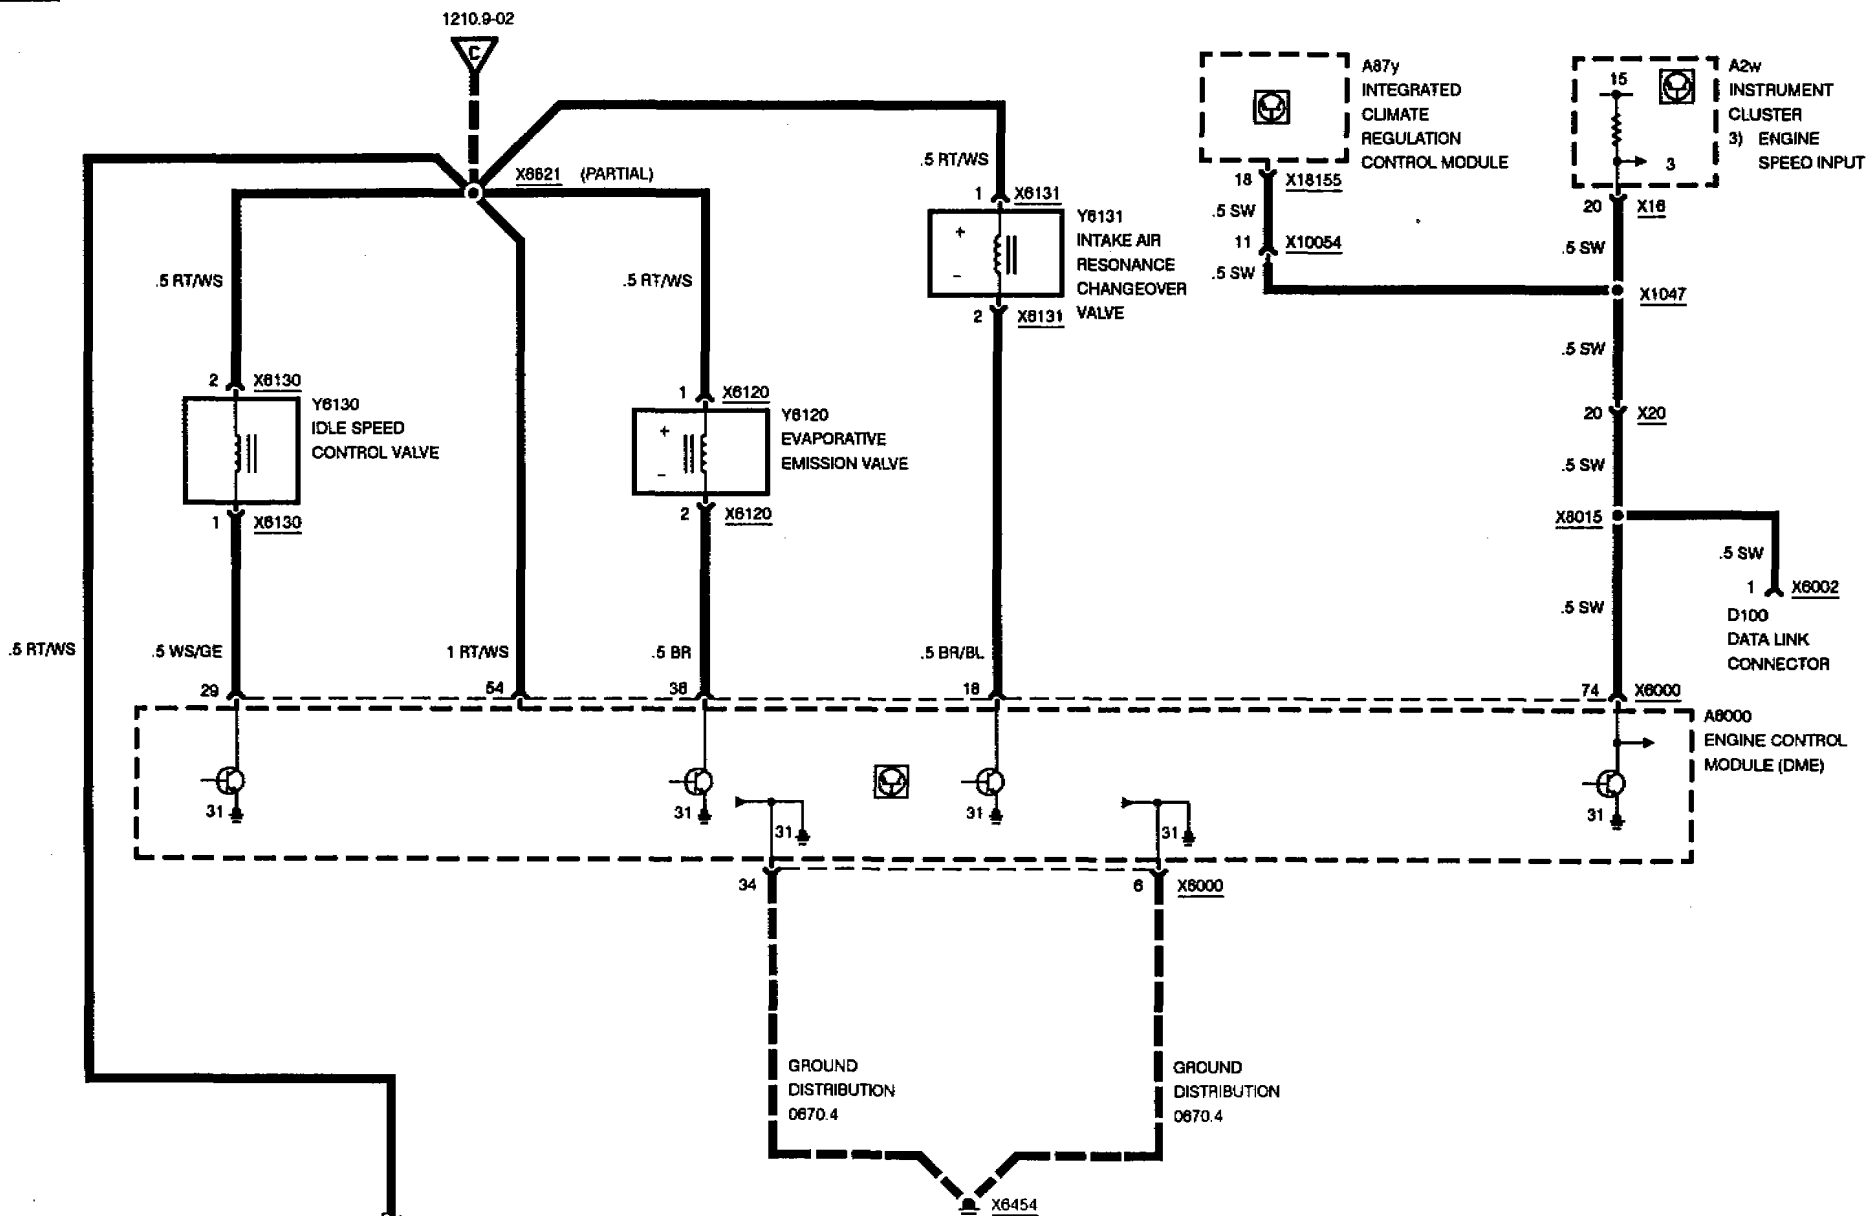 1210.9-02
C
X6821 (PARTIAL)
.5 RT/WS
.5 RT/WS
.5 RT/WS
.5 RT/WS
2 X6130
Y6130
IDLE SPEED
CONTROL VALVE
1 X6130
1 X6120
Y6120
EVAPORATIVE
EMISSION VALVE
+
-
2 X6120
1 X6131
Y6131
INTAKE AIR
RESONANCE
CHANGEOVER
VALVE
+
-
2 X6131
A87y
INTEGRATED
CLIMATE
REGULATION
CONTROL MODULE
18 X18155
.5 SW
11 X10054
.5 SW
A2w
INSTRUMENT
CLUSTER
3) ENGINE
SPEED INPUT
15
3
20 X16
.5 SW
X1047
.5 SW
20 X20
.5 SW
X8015
.5 SW
1 X6002
D100
DATA LINK
CONNECTOR
.5 SW
.5 WS/GE
1 RT/WS
.5 BR
.5 BR/BL
29
54
38
18
74 X6000
A6000
ENGINE CONTROL
MODULE (DME)
31
31
31
31
31
31
34
6 X6000
GROUND
DISTRIBUTION
0670.4
GROUND
DISTRIBUTION
0670.4
X6454